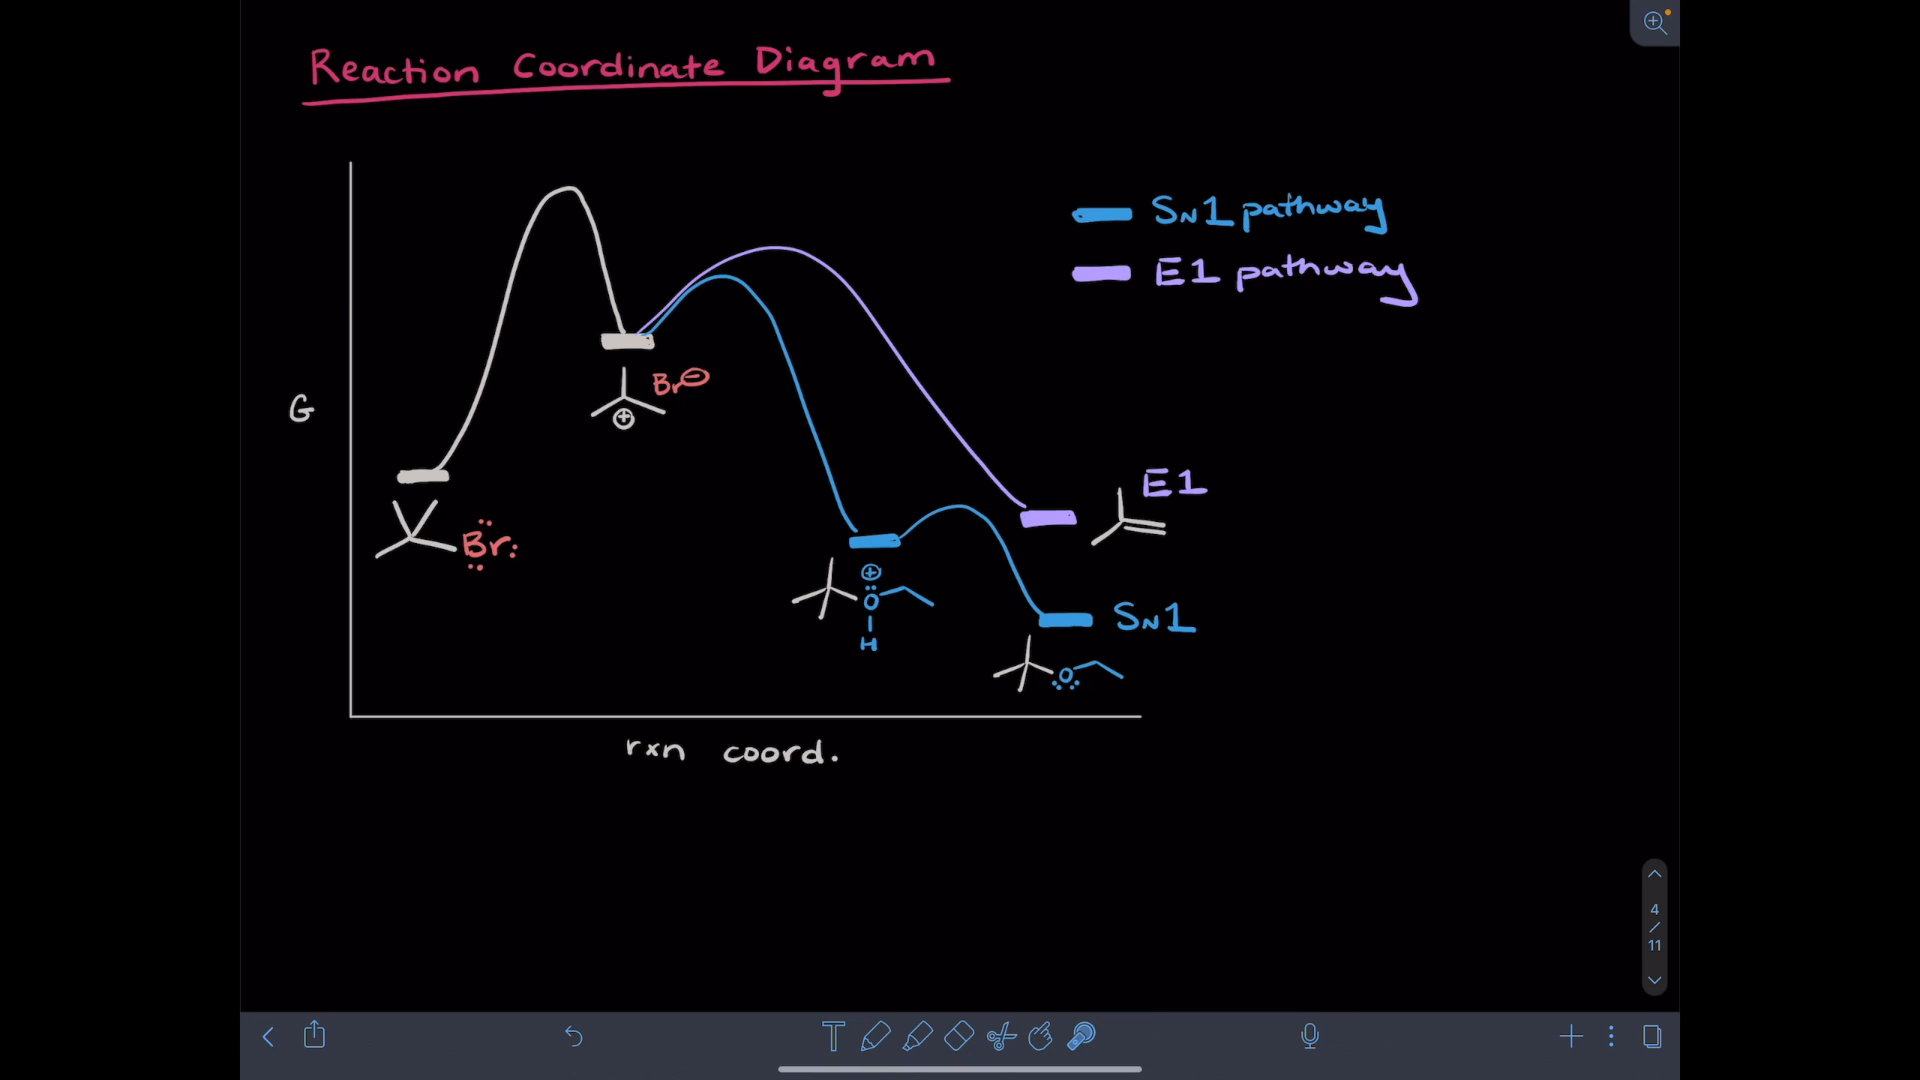 Reaction Coordinate Diagram
SN1 pathway
E1 pathway
G
Br⊖
⊕
E1
Br
⊕
O
H
SN1
O
rxn coord.
4
/
11
T